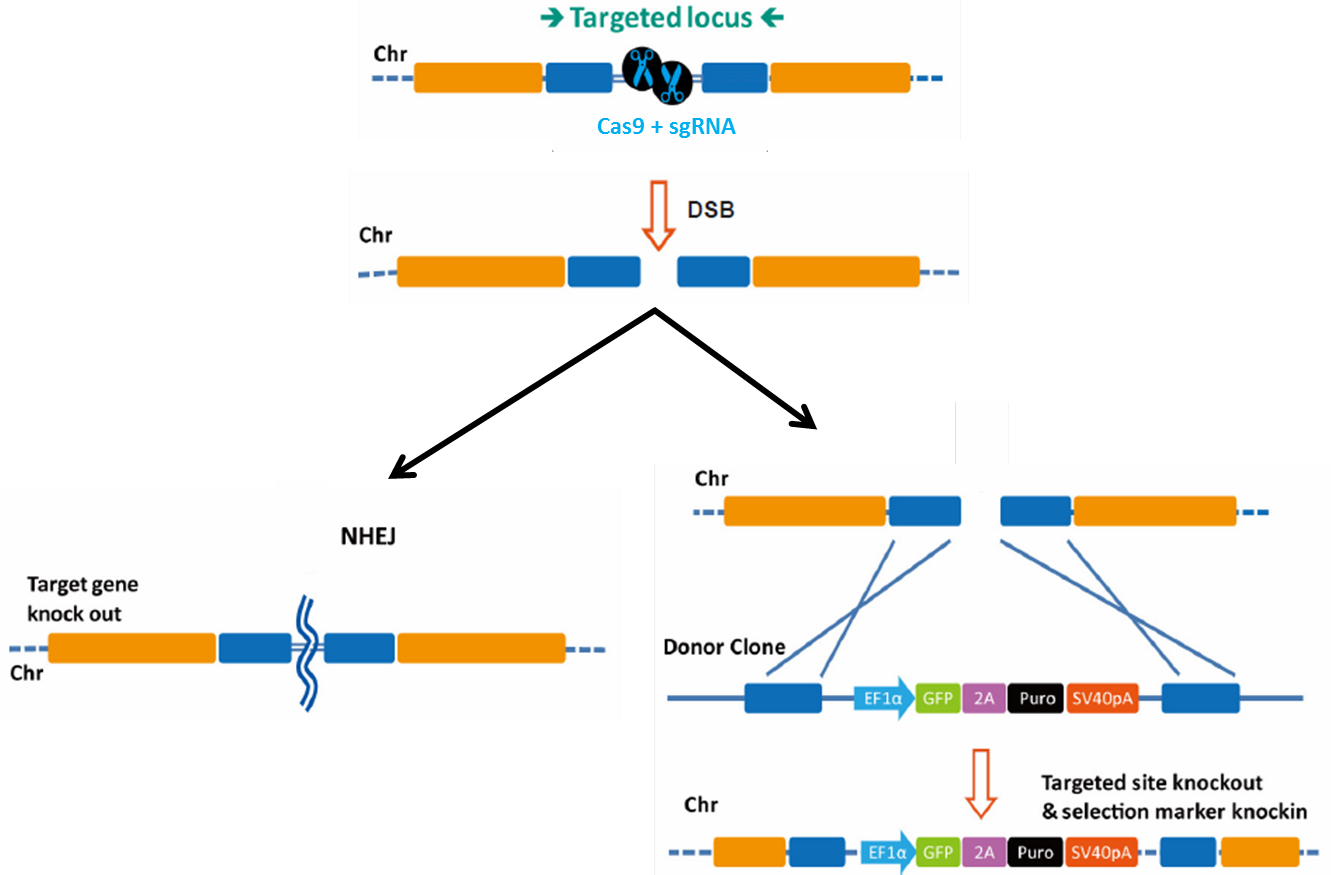 Targeted locus
Chr
Cas9 + sgRNA
DSB
Chr
NHEJ
Target gene
knock out
Chr
Chr
Donor Clone
EF1α GFP 2A Puro SV40pA
Targeted site knockout
& selection marker knockin
Chr
EF1α GFP 2A Puro SV40pA